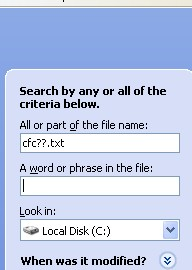 Search by any or all of the
criteria below.
All or part of the file name:
cfc??.txt
A word or phrase in the file:
Look in:
Local Disk (C:)
When was it modified?